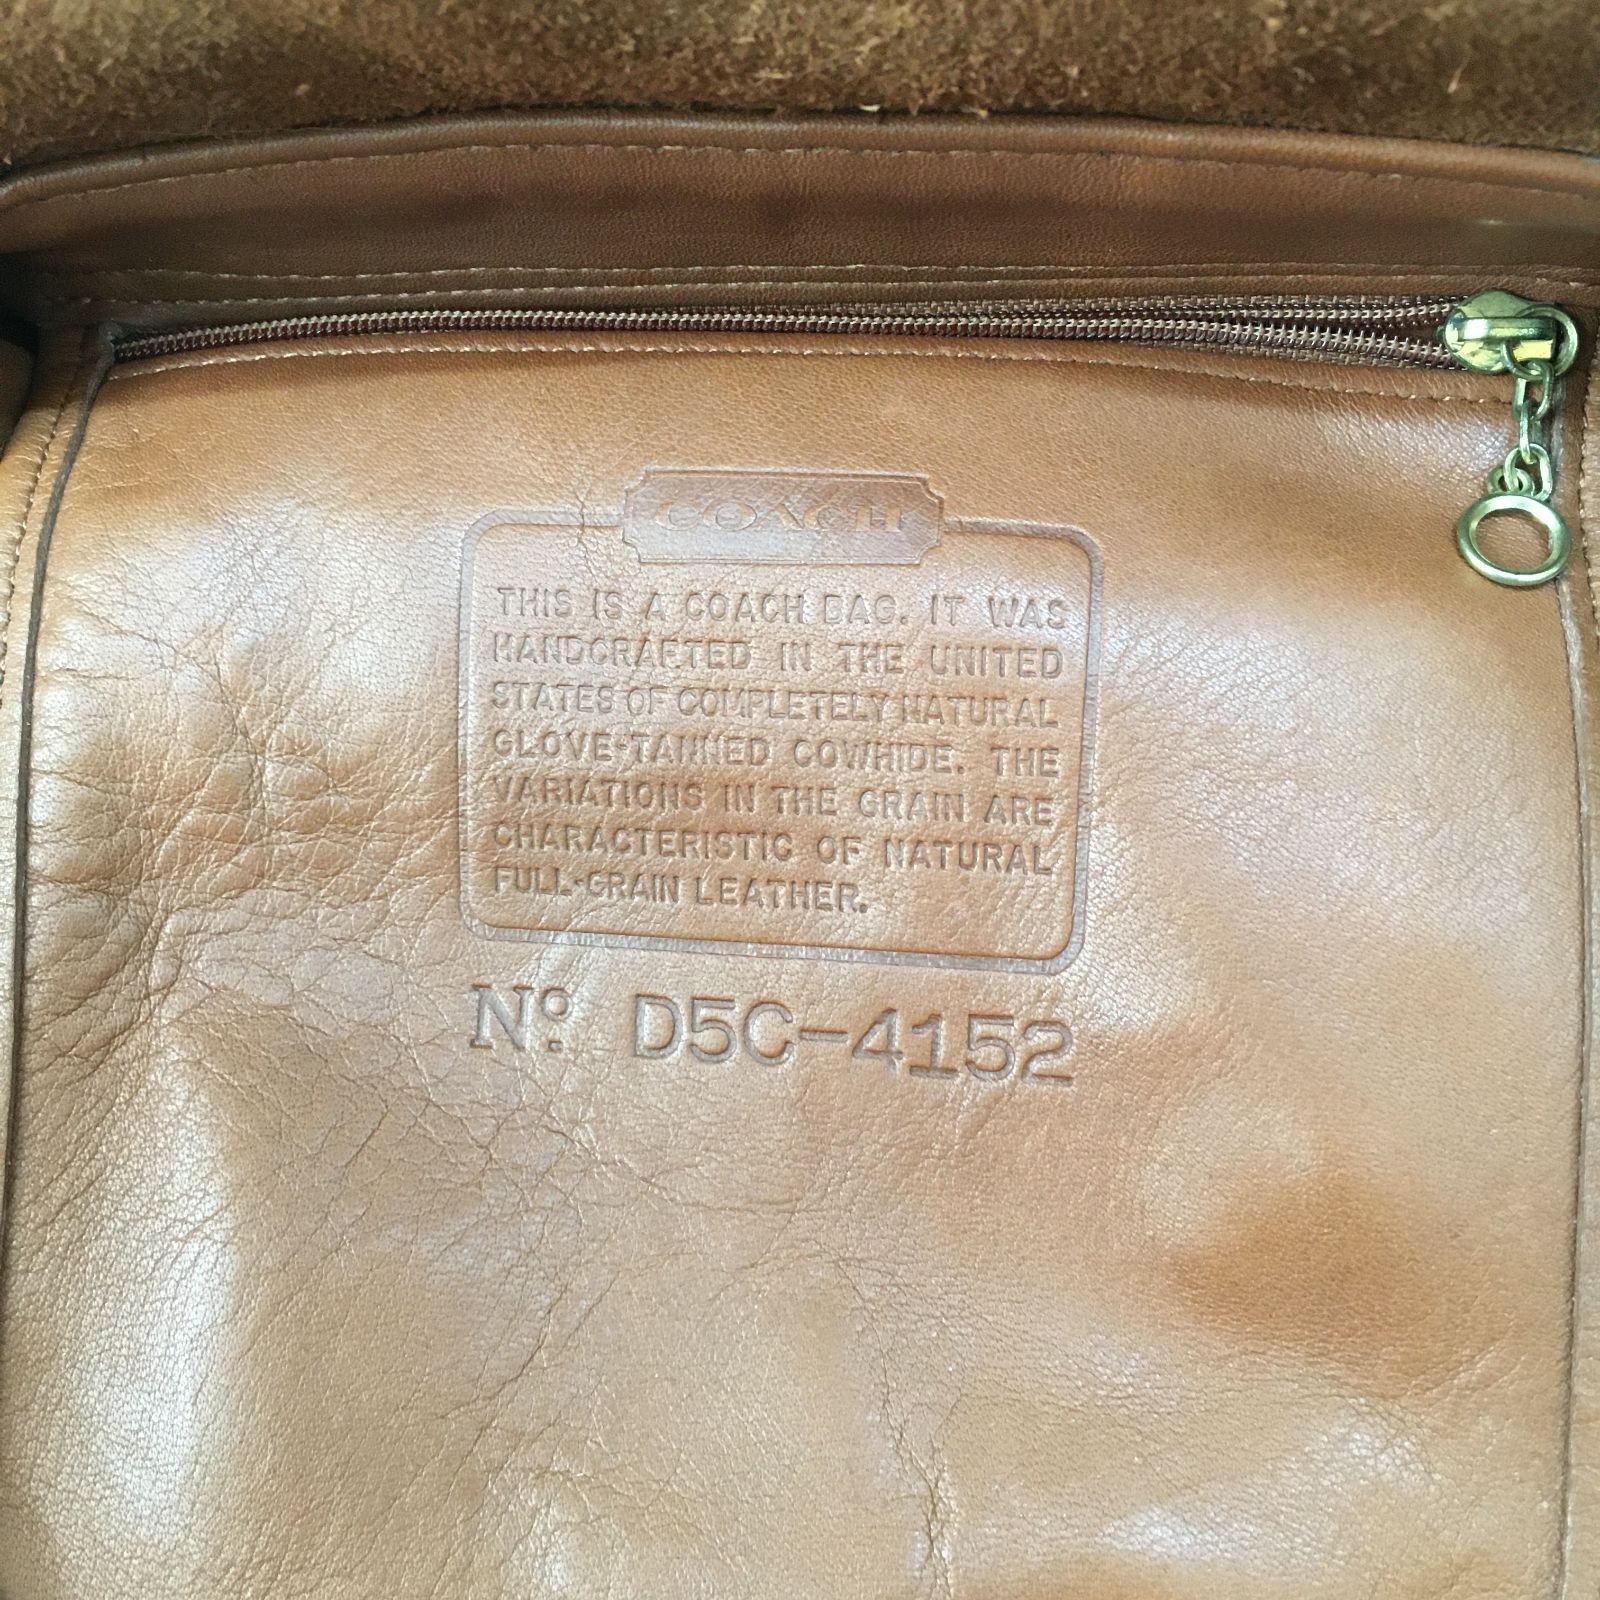 COACH
THIS IS A COACH BAG. IT WAS
HANDCRAFTED IN THE UNITED
STATES OF COMPLETELY NATURAL
GLOVE-TANNED COWHIDE. THE
VARIATIONS IN THE GRAIN ARE
CHARACTERISTIC OF NATURAL
FULL-GRAIN LEATHER.
Nº D5C-4152